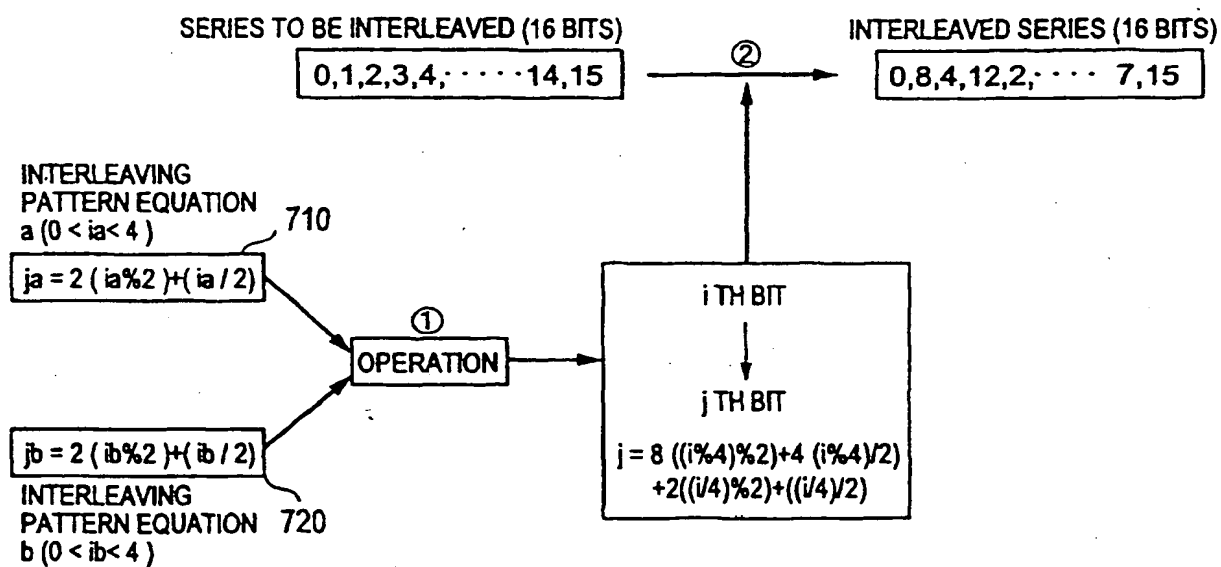 SERIES TO BE INTERLEAVED (16 BITS)
0,1,2,3,4,· · · · · 14,15
②
INTERLEAVED SERIES (16 BITS)
0,8,4,12,2,· · · · 7,15
INTERLEAVING
PATTERN EQUATION
a (0 < ia< 4 )
710
ja = 2 ( ia%2 )+( ia / 2)
①
OPERATION
jb = 2 ( ib%2 )+( ib / 2)
INTERLEAVING
PATTERN EQUATION
b (0 < ib< 4 )
720
i TH BIT
j TH BIT
j = 8 ((i%4)%2)+4 (i%4)/2)
+2((i/4)%2)+((i/4)/2)